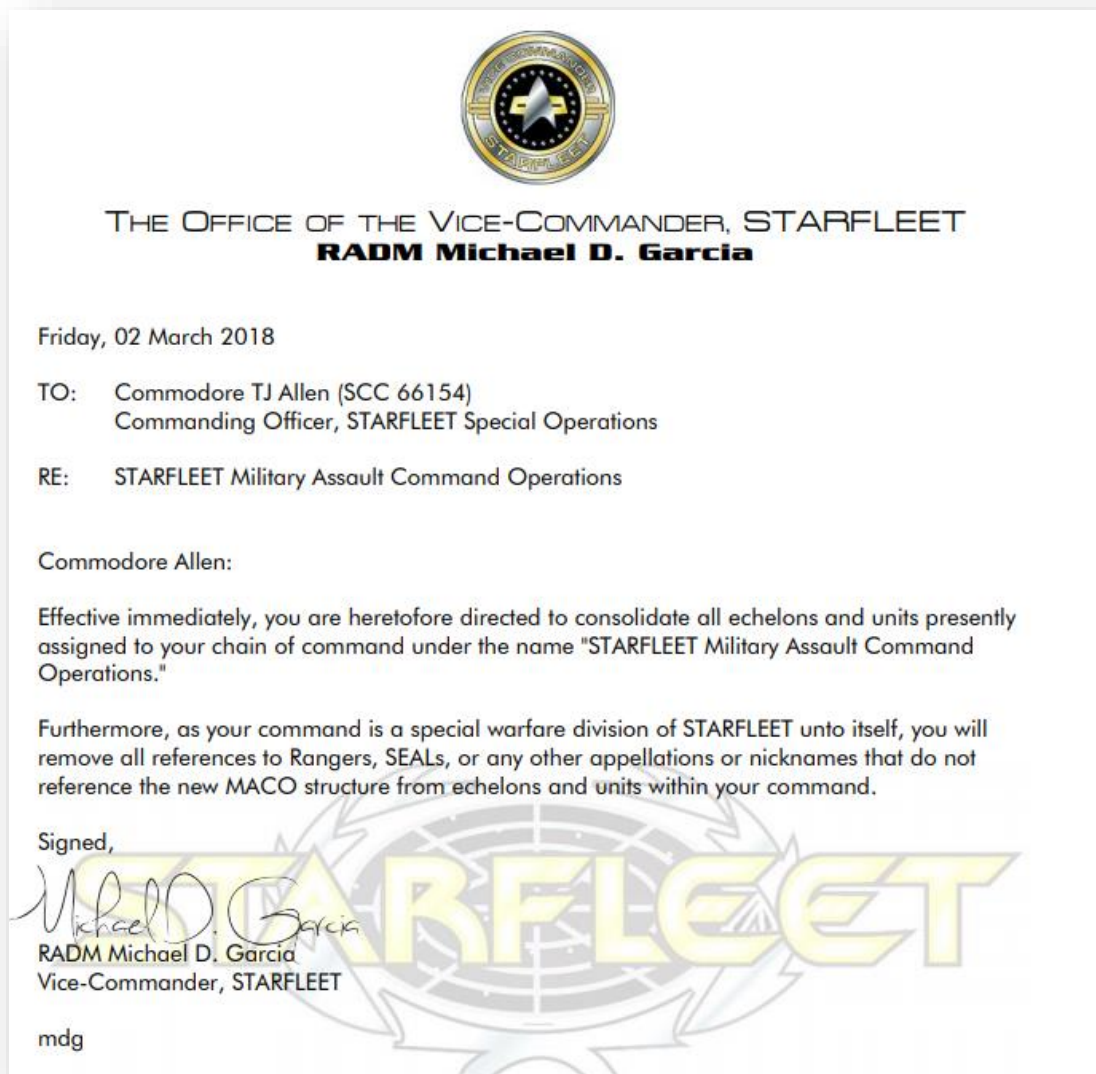 VICE COMMANDER
STARFLEET
THE OFFICE OF THE VICE-COMMANDER, STARFLEET
RADM Michael D. Garcia
Friday, 02 March 2018
TO: Commodore TJ Allen (SCC 66154)
Commanding Officer, STARFLEET Special Operations
RE: STARFLEET Military Assault Command Operations
Commodore Allen:
Effective immediately, you are heretofore directed to consolidate all echelons and units presently
assigned to your chain of command under the name "STARFLEET Military Assault Command
Operations."
Furthermore, as your command is a special warfare division of STARFLEET unto itself, you will
remove all references to Rangers, SEALs, or any other appellations or nicknames that do not
reference the new MACO structure from echelons and units within your command.
Signed,
STARFLEET
Michael D. Garcia
RADM Michael D. Garcia
Vice-Commander, STARFLEET
mdg